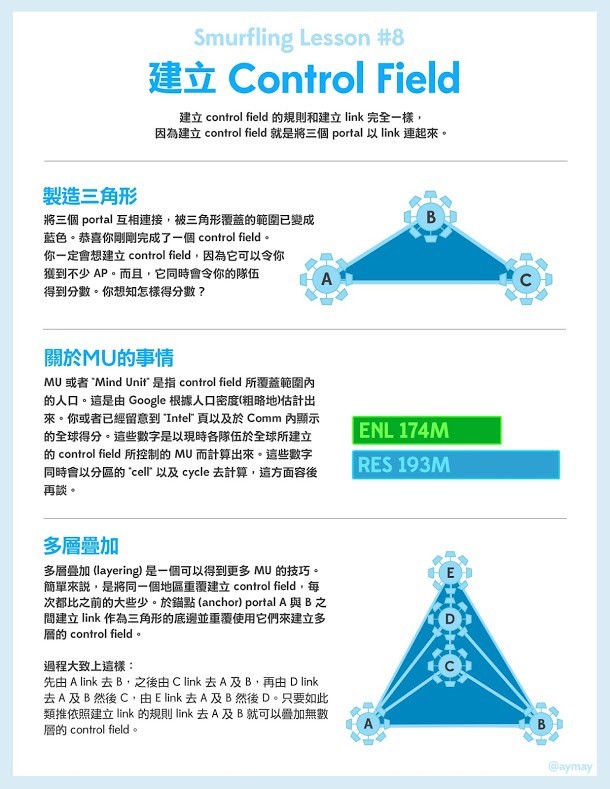 Smurfling Lesson #8
建立 Control Field
建立 control field 的規則和建立 link 完全一樣，
因為建立 control field 就是將三個 portal 以 link 連起來。
製造三角形
將三個 portal 互相連接，被三角形覆蓋的範圍已變成
藍色。恭喜你剛剛完成了一個 control field。
你一定會想建立 control field，因為它可以令你
獲到不少 AP。而且，它同時會令你的隊伍
得到分數。你想知怎樣得分數？
B
A
C
關於MU的事情
MU 或者 "Mind Unit" 是指 control field 所覆蓋範圍內
的人口。這是由 Google 根據人口密度(粗略地)估計出
來。你或者已經留意到 "Intel" 頁以及於 Comm 內顯示
的全球得分。這些數字是以現時各隊伍於全球所建立
的 control field 所控制的 MU 而計算出來。這些數字
同時會以分區的 "cell" 以及 cycle 去計算，這方面容後
再談。
ENL 174M
RES 193M
多層疊加
多層疊加 (layering) 是一個可以得到更多 MU 的技巧。
簡單來說，是將同一個地區重覆建立 control field，每
次都比之前的大些少。於錨點 (anchor) portal A 與 B 之
間建立 link 作為三角形的底邊並重覆使用它們來建立多
層的 control field。
過程大致上這樣：
先由 A link 去 B，之後由 C link 去 A 及 B，再由 D link
去 A 及 B 然後 C，由 E link 去 A 及 B 然後 D。只要如此
類推依照建立 link 的規則 link 去 A 及 B 就可以疊加無數
層的 control field。
E
D
C
A
B
@aymay